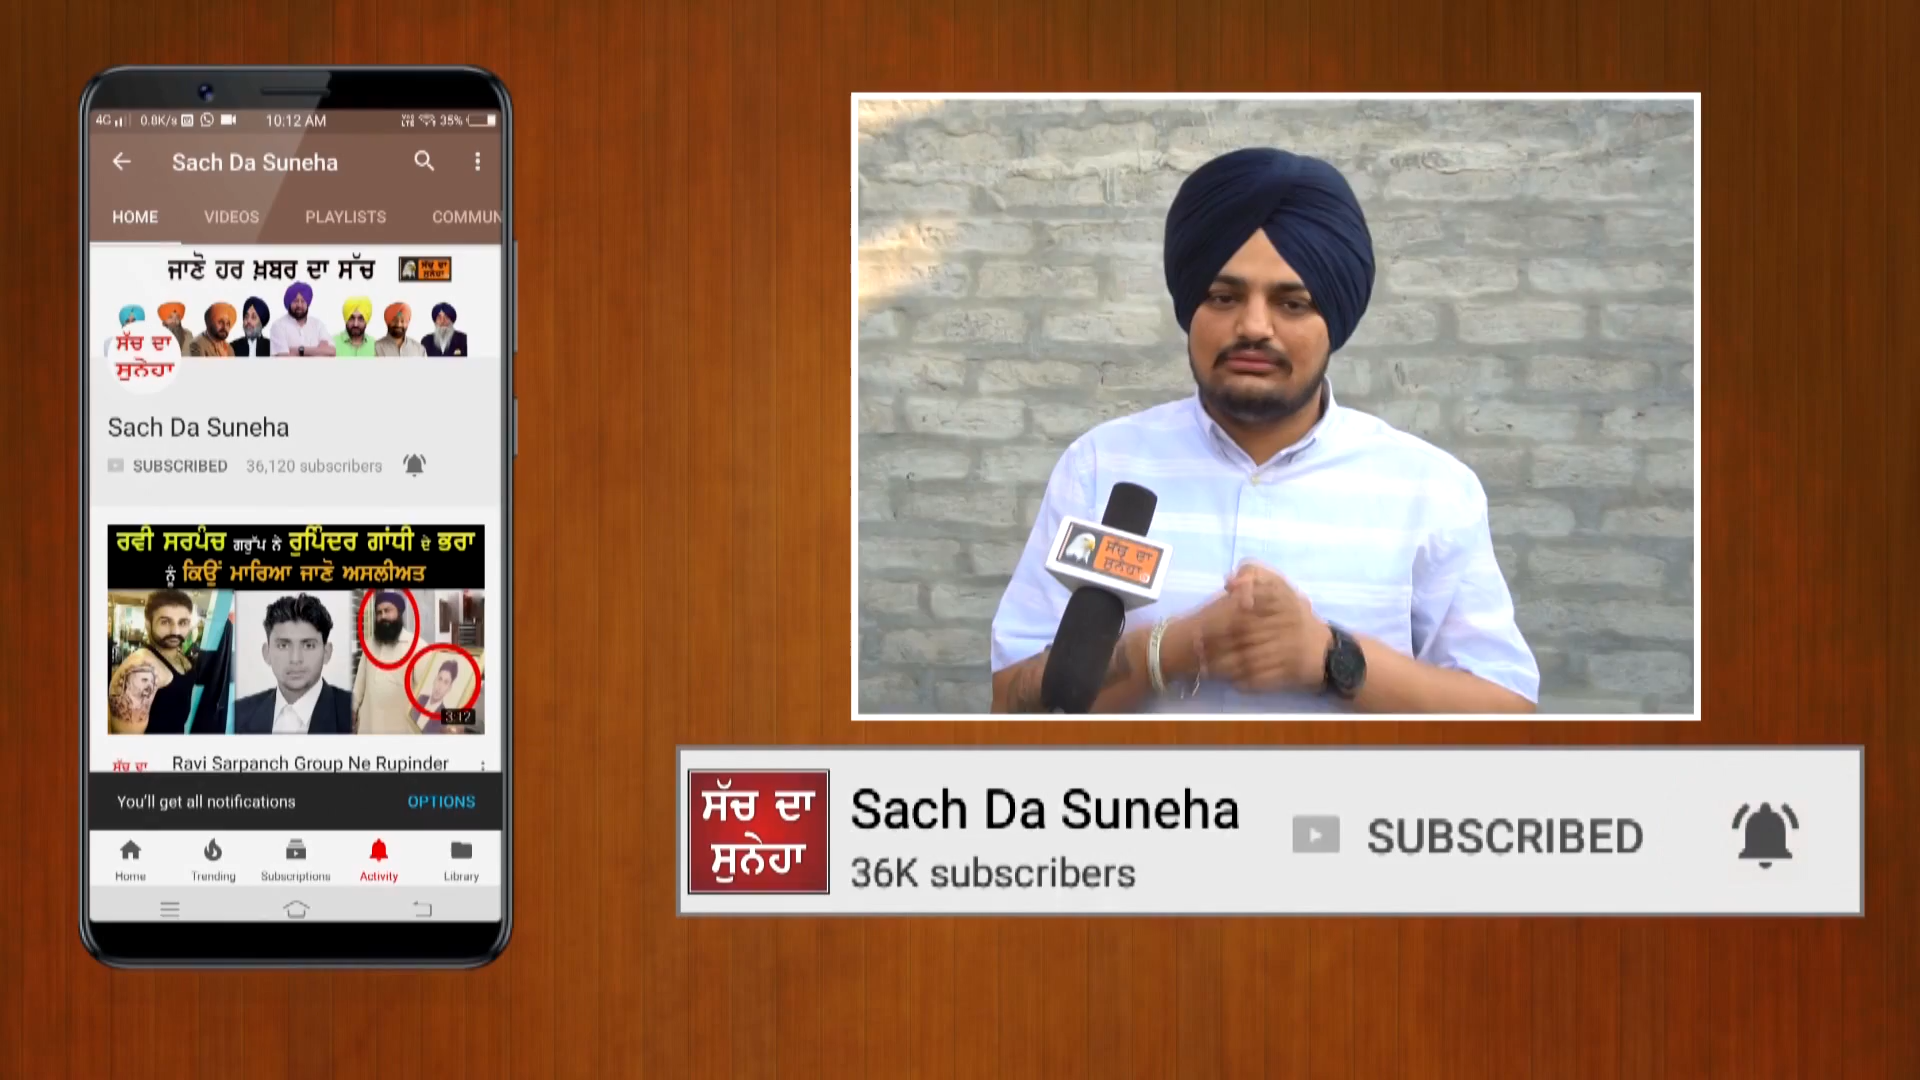 4G 0.8K/s 10:12 AM 35%
Sach Da Suneha
HOME VIDEOS PLAYLISTS COMMUN
ਜਾਣੋ ਹਰ ਖ਼ਬਰ ਦਾ ਸੱਚ
ਸੱਚ ਦਾ
ਸੁਨੇਹਾ
ਸੱਚ ਦਾ
ਸੁਨੇਹਾ
Sach Da Suneha
SUBSCRIBED 36,120 subscribers
ਰਵੀ ਸਰਪੰਚ ਗਰੁੱਪ ਨੇ ਰੁਪਿੰਦਰ ਗਾਂਧੀ ਦੇ ਭਰਾ
ਨੂੰ ਕਿਉਂ ਮਾਰਿਆ ਜਾਣੋ ਅਸਲੀਅਤ
3:12
ਸੱਚ ਦਾ
Ravi Sarpanch Group Ne Rupinder
You'll get all notifications OPTIONS
Home Trending Subscriptions Activity Library
ਸੱਚ ਦਾ
ਸੁਨੇਹਾ
ਸੱਚ ਦਾ
ਸੁਨੇਹਾ
Sach Da Suneha
36K subscribers
SUBSCRIBED